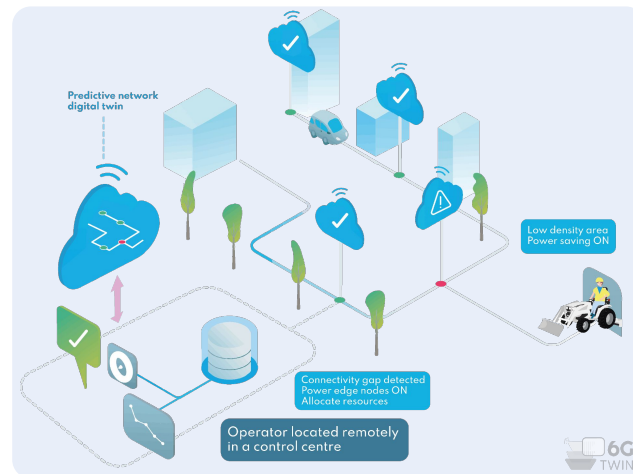 Predictive network
digital twin
Low density area
Power saving ON
Connectivity gap detected
Power edge nodes ON
Allocate resources
Operator located remotely
in a control centre
6G
TWIN